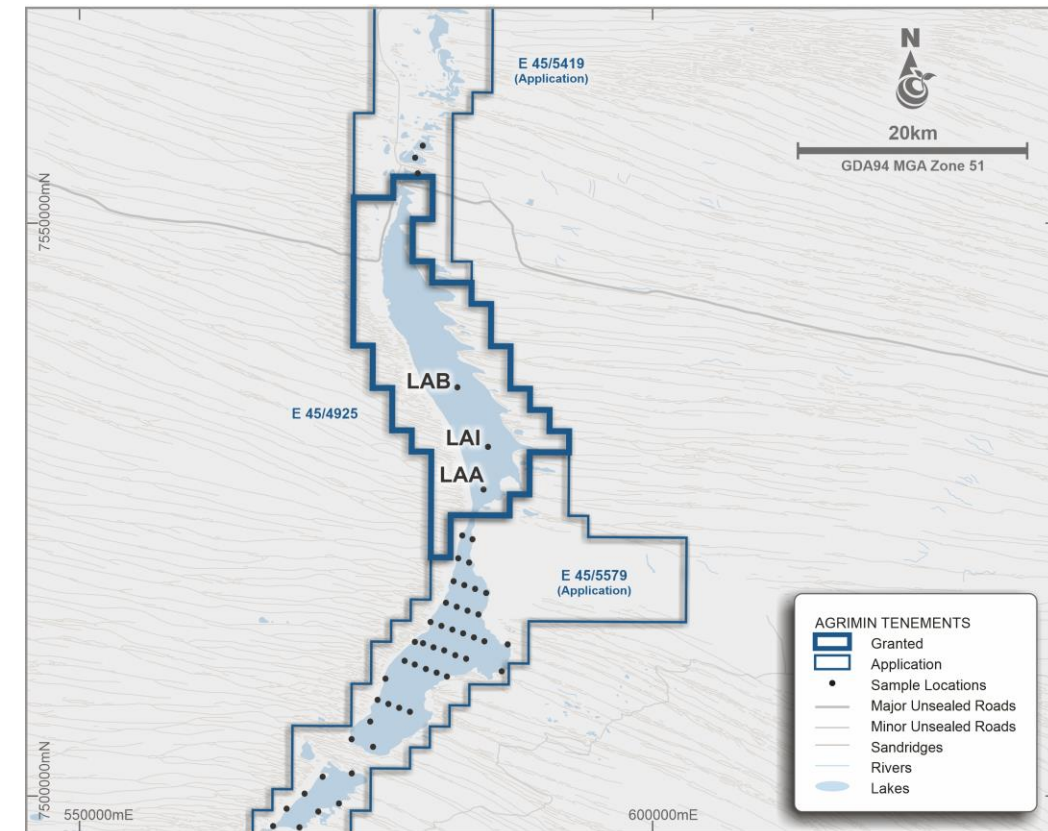 E 45/5419
(Application)
N
20km
GDA94 MGA Zone 51
7550000mN
LAB
E 45/4925
LAI
LAA
E 45/5579
(Application)
AGRIMIN TENEMENTS
Granted
Application
Sample Locations
Major Unsealed Roads
Minor Unsealed Roads
Sandridges
Rivers
Lakes
7500000mN
550000mE
600000mE